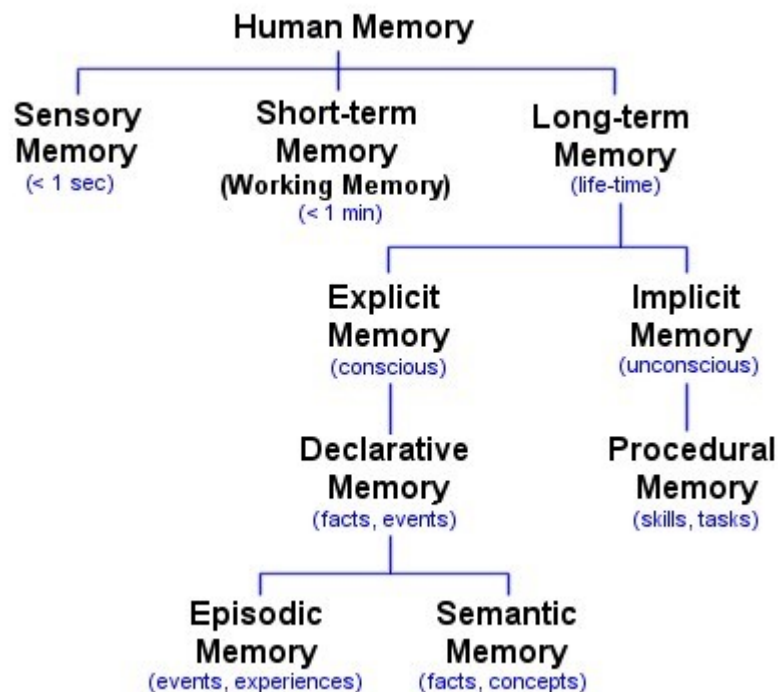 Human Memory
Sensory
Memory
(< 1 sec)
Short-term
Memory
(Working Memory)
(< 1 min)
Long-term
Memory
(life-time)
Explicit
Memory
(conscious)
Implicit
Memory
(unconscious)
Declarative
Memory
(facts, events)
Procedural
Memory
(skills, tasks)
Episodic
Memory
(events, experiences)
Semantic
Memory
(facts, concepts)